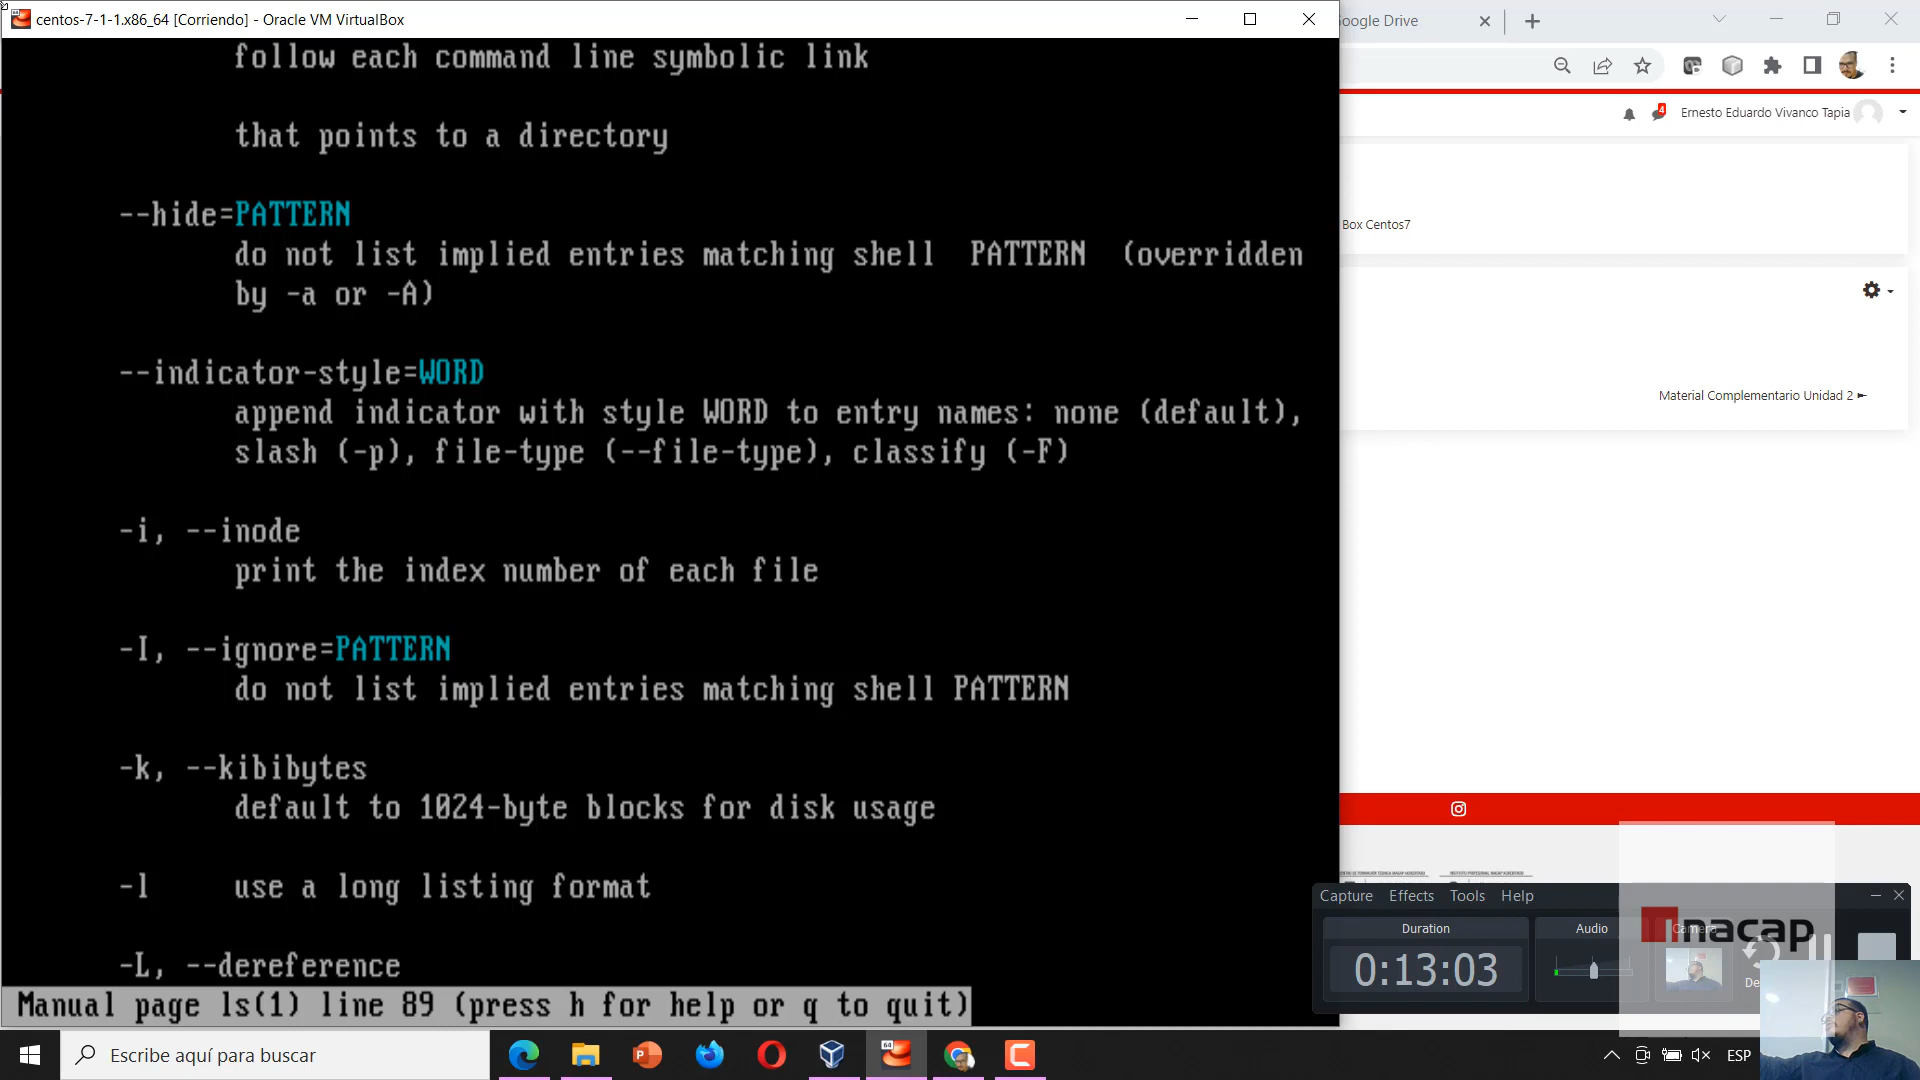 centos-7-1-1.x86_64 [Corriendo] - Oracle VM VirtualBox
Google Drive
follow each command line symbolic link
that points to a directory
--hide=PATTERN
do not list implied entries matching shell PATTERN (overridden
by -a or -A)
--indicator-style=WORD
append indicator with style WORD to entry names: none (default),
slash (-p), file-type (--file-type), classify (-F)
-i, --inode
print the index number of each file
-I, --ignore=PATTERN
do not list implied entries matching shell PATTERN
-k, --kibibytes
default to 1024-byte blocks for disk usage
-l use a long listing format
-L, --dereference
Manual page ls(1) line 89 (press h for help or q to quit)
4
Ernesto Eduardo Vivanco Tapia
Box Centos7
Material Complementario Unidad 2
Capture Effects Tools Help
Duration
Audio
Camera
0:13:03
inacap
De
Escribe aquí para buscar
64
ESP